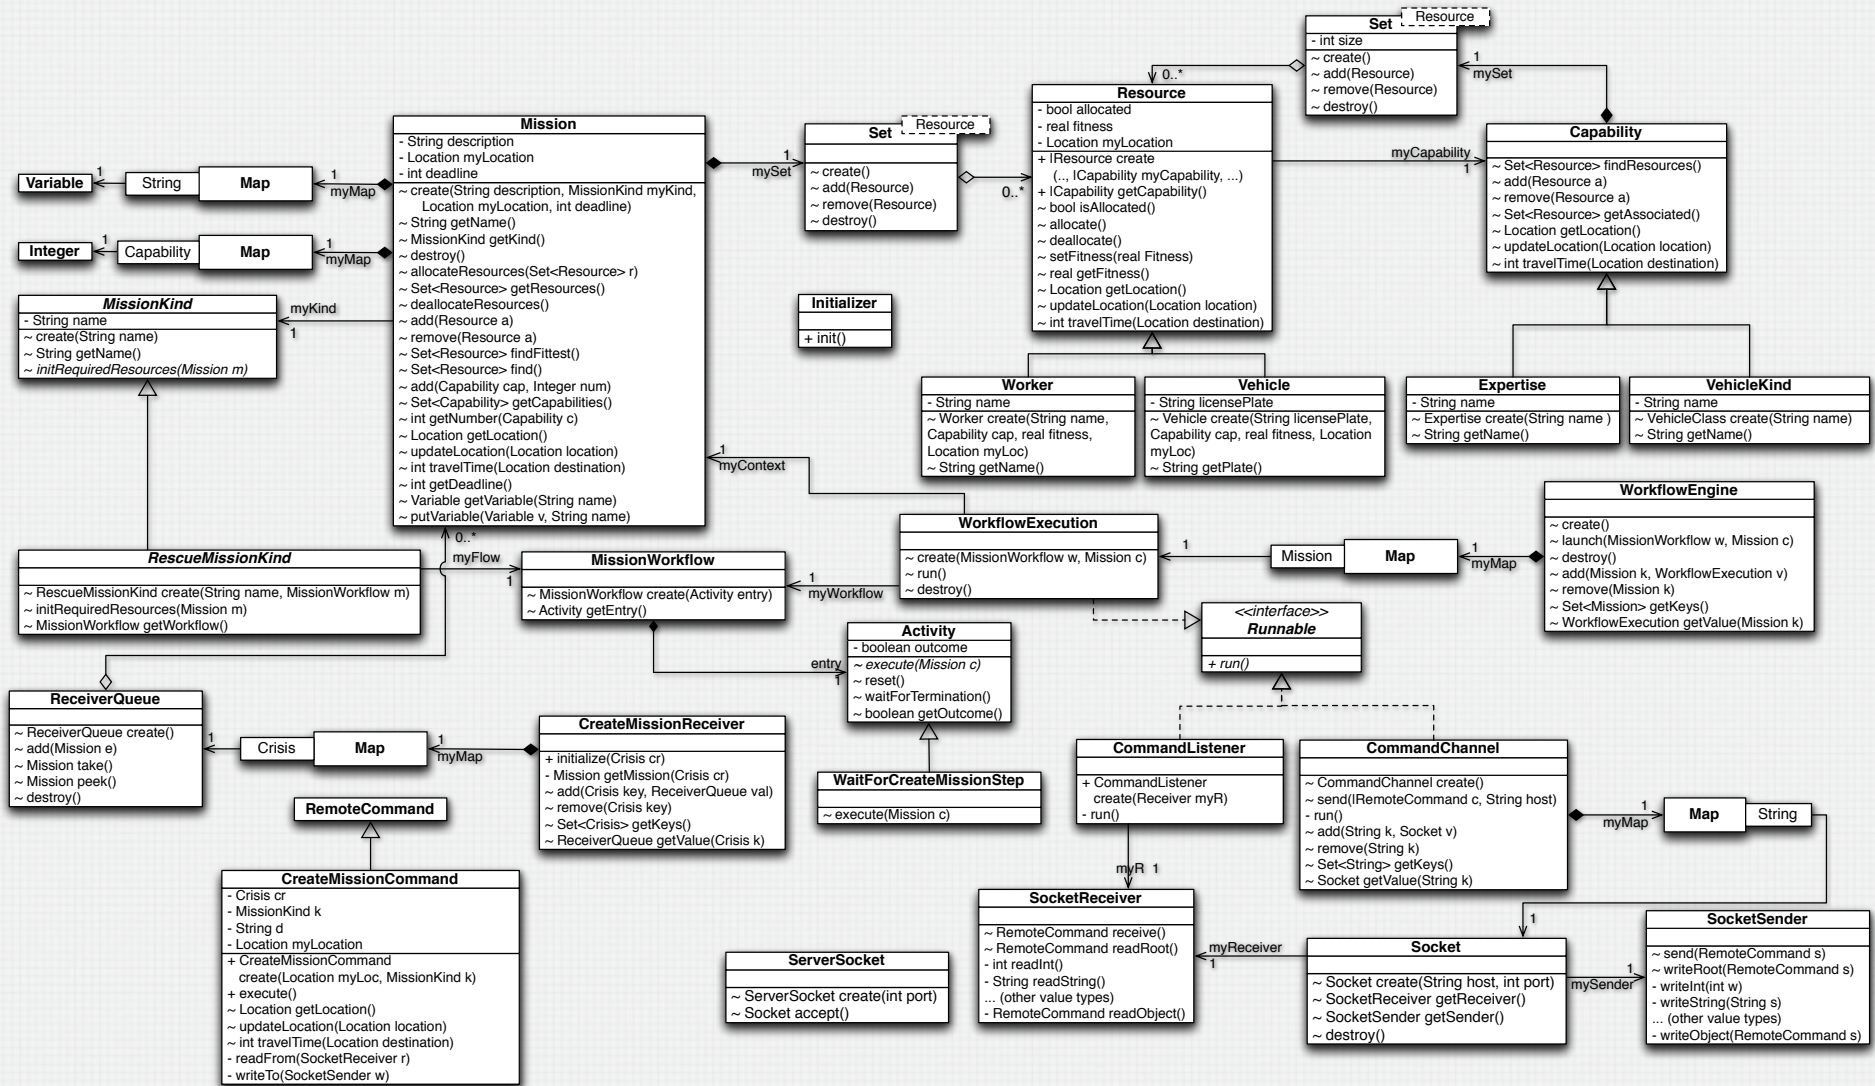 Set
Resource
- int size
~ create()
~ add(Resource)
~ remove(Resource)
~ destroy()
1
mySet
0..*
Resource
- bool allocated
- real fitness
- Location myLocation
+ |Resource create
(.., |Capability myCapability, ...)
+ |Capability getCapability()
~ bool isAllocated()
~ allocate()
~ deallocate()
~ setFitness(real Fitness)
~ real getFitness()
~ Location getLocation()
~ updateLocation(Location location)
~ int travelTime(Location destination)
myCapability
1
Capability
~ Set<Resource> findResources()
~ add(Resource a)
~ remove(Resource a)
~ Set<Resource> getAssociated()
~ Location getLocation()
~ updateLocation(Location location)
~ int travelTime(Location destination)
Mission
- String description
- Location myLocation
- int deadline
~ create(String description, MissionKind myKind,
Location myLocation, int deadline)
~ String getName()
~ MissionKind getKind()
~ destroy()
~ allocateResources(Set<Resource> r)
~ Set<Resource> getResources()
~ deallocateResources()
~ add(Resource a)
~ remove(Resource a)
~ Set<Resource> findFittest()
~ Set<Resource> find()
~ add(Capability cap, Integer num)
~ Set<Capability> getCapabilities()
~ int getNumber(Capability c)
~ Location getLocation()
~ updateLocation(Location location)
~ int travelTime(Location destination)
~ int getDeadline()
~ Variable getVariable(String name)
~ putVariable(Variable v, String name)
1
mySet
Set
Resource
~ create()
~ add(Resource)
~ remove(Resource)
~ destroy()
0..*
Variable
1
String
Map
1
myMap
Integer
1
Capability
Map
1
myMap
MissionKind
- String name
~ create(String name)
~ String getName()
~ initRequiredResources(Mission m)
myKind
1
Initializer
+ init()
Worker
- String name
~ Worker create(String name,
Capability cap, real fitness,
Location myLoc)
~ String getName()
Vehicle
- String licensePlate
~ Vehicle create(String licensePlate,
Capability cap, real fitness, Location
myLoc)
~ String getPlate()
Expertise
- String name
~ Expertise create(String name )
~ String getName()
VehicleKind
- String name
~ VehicleClass create(String name)
~ String getName()
1
myContext
WorkflowExecution
~ create(MissionWorkflow w, Mission c)
~ run()
~ destroy()
1
Mission
Map
1
myMap
WorkflowEngine
~ create()
~ launch(MissionWorkflow w, Mission c)
~ destroy()
~ add(Mission k, WorkflowExecution v)
~ remove(Mission k)
~ Set<Mission> getKeys()
~ WorkflowExecution getValue(Mission k)
RescueMissionKind
~ RescueMissionKind create(String name, MissionWorkflow m)
~ initRequiredResources(Mission m)
~ MissionWorkflow getWorkflow()
0..*
myFlow
1
MissionWorkflow
~ MissionWorkflow create(Activity entry)
~ Activity getEntry()
1
myWorkflow
<<interface>>
Runnable
+ run()
Activity
- boolean outcome
~ execute(Mission c)
~ reset()
~ waitForTermination()
~ boolean getOutcome()
entry
1
ReceiverQueue
~ ReceiverQueue create()
~ add(Mission e)
~ Mission take()
~ Mission peek()
~ destroy()
1
Crisis
Map
1
myMap
CreateMissionReceiver
+ initialize(Crisis cr)
- Mission getMission(Crisis cr)
~ add(Crisis key, ReceiverQueue val)
~ remove(Crisis key)
~ Set<Crisis> getKeys()
~ ReceiverQueue getValue(Crisis k)
WaitForCreateMissionStep
~ execute(Mission c)
CommandListener
+ CommandListener
create(Receiver myR)
- run()
CommandChannel
~ CommandChannel create()
~ send(|RemoteCommand c, String host)
- run()
~ add(String k, Socket v)
~ remove(String k)
~ Set<String> getKeys()
~ Socket getValue(String k)
1
myMap
Map
String
RemoteCommand
CreateMissionCommand
- Crisis cr
- MissionKind k
- String d
- Location myLocation
+ CreateMissionCommand
create(Location myLoc, MissionKind k)
+ execute()
~ Location getLocation()
~ updateLocation(Location location)
~ int travelTime(Location destination)
- readFrom(SocketReceiver r)
- writeTo(SocketSender w)
myR 1
SocketReceiver
~ RemoteCommand receive()
~ RemoteCommand readRoot()
- int readInt()
- String readString()
... (other value types)
- RemoteCommand readObject()
ServerSocket
~ ServerSocket create(int port)
~ Socket accept()
myReceiver
1
1
Socket
~ Socket create(String host, int port)
~ SocketReceiver getReceiver()
~ SocketSender getSender()
~ destroy()
1
mySender
SocketSender
~ send(RemoteCommand s)
~ writeRoot(RemoteCommand s)
- writeInt(int w)
- writeString(String s)
... (other value types)
- writeObject(RemoteCommand s)